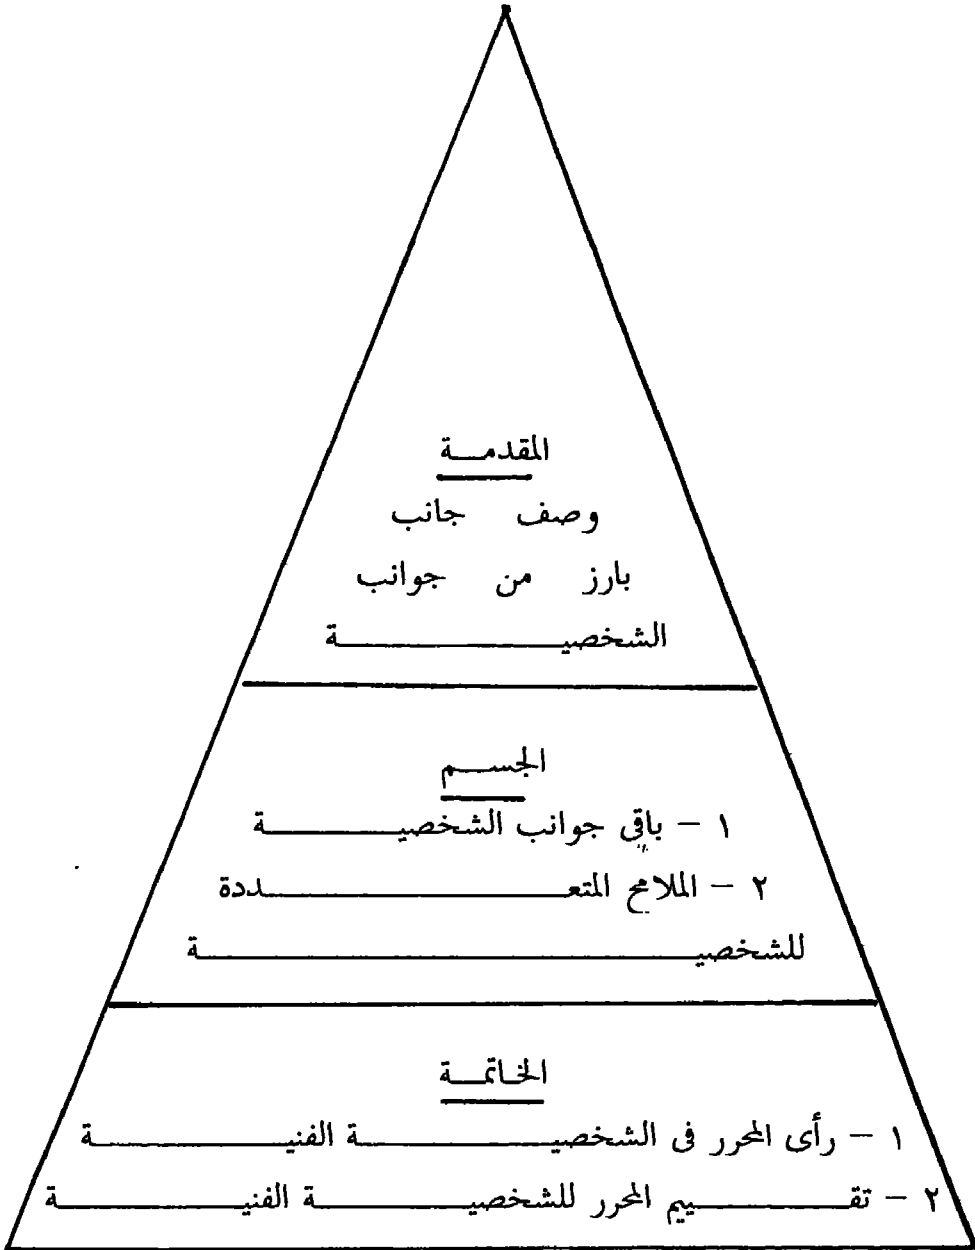 المقدمة
وصف جانب
بارز من جوانب
الشخصية
الجسم
١ - باقى جوانب الشخصية
٢ - الملامح المتعددة
للشخصية
الخاتمة
١ - رأى المحرر فى الشخصية الفنية
٢ - تقييم المحرر للشخصية الفنية